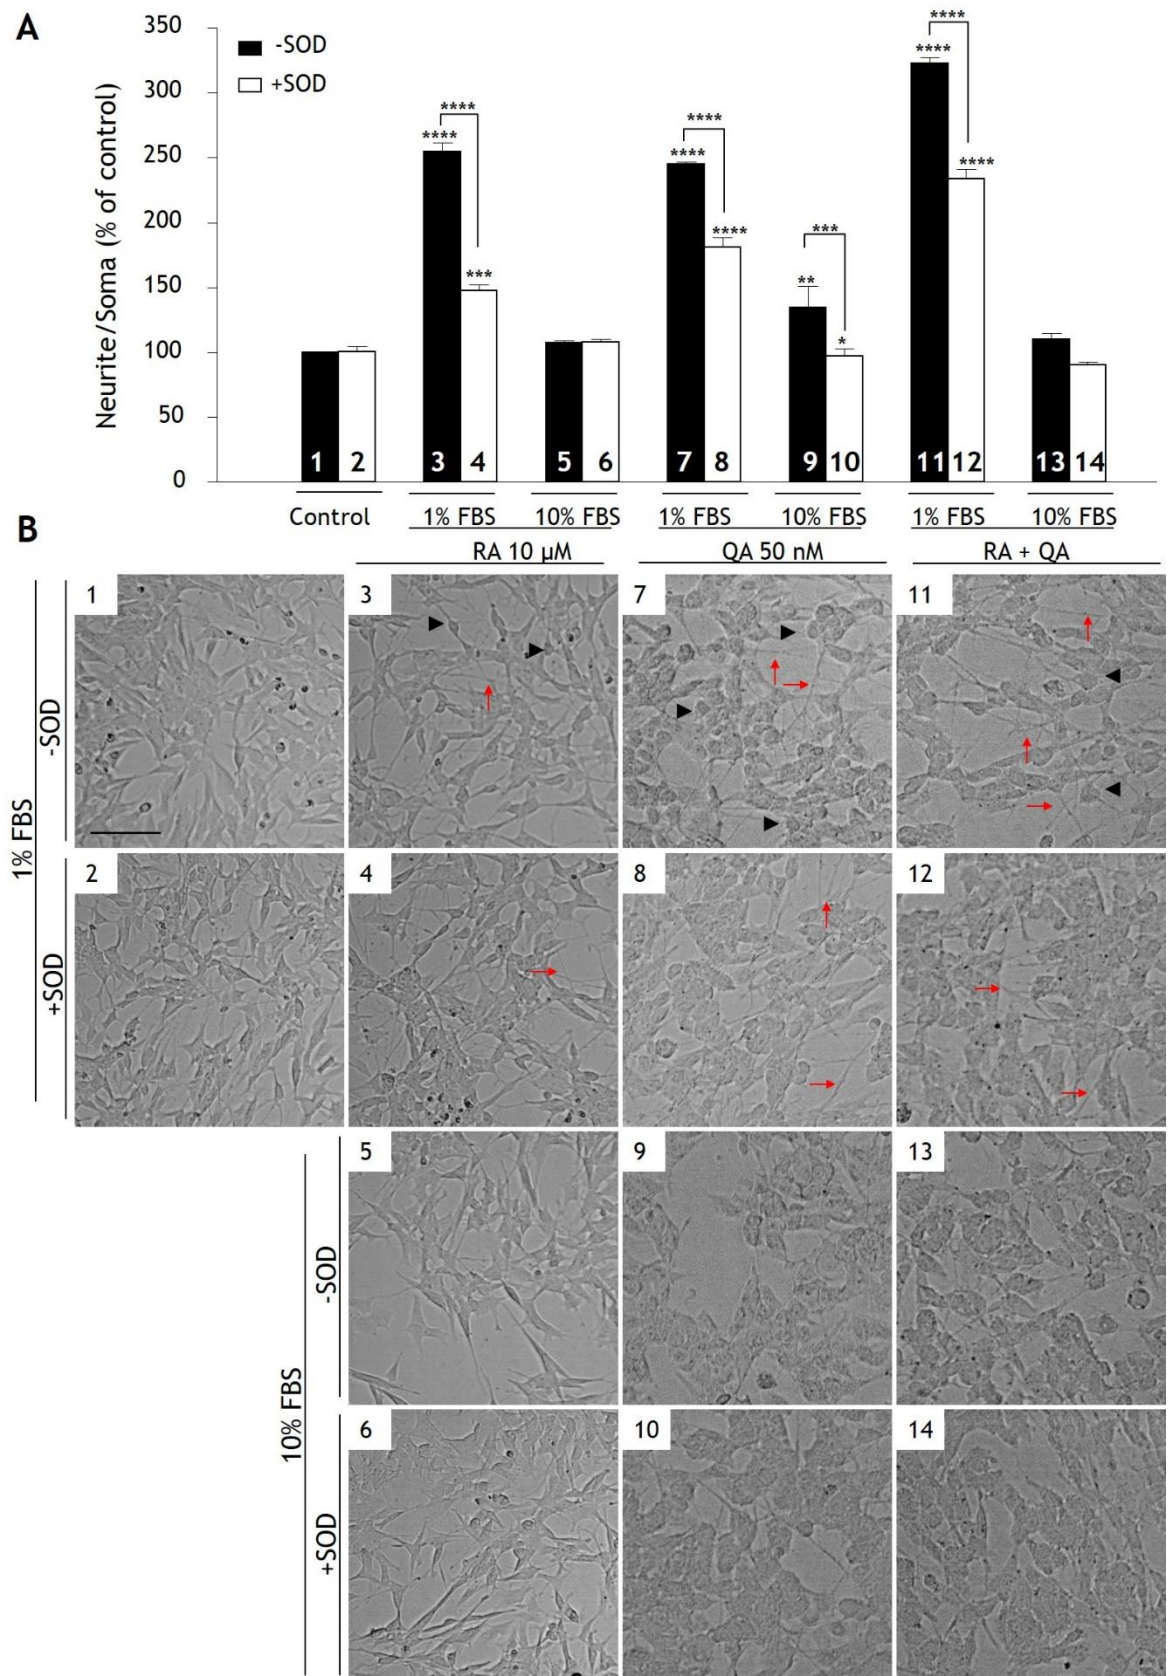 A
350
300
250
200
150
100
50
0
Neurite/Soma (% of control)
-SOD
+SOD
****
****
***
****
****
****
***
**
*
****
****
****
1 2 3 4 5 6 7 8 9 10 11 12 13 14
Control 1% FBS 10% FBS 1% FBS 10% FBS 1% FBS 10% FBS
RA 10 µM QA 50 nM RA + QA
B
1% FBS
-SOD
1 3 7 11
+SOD
2 4 8 12
10% FBS
-SOD
5 9 13
+SOD
6 10 14